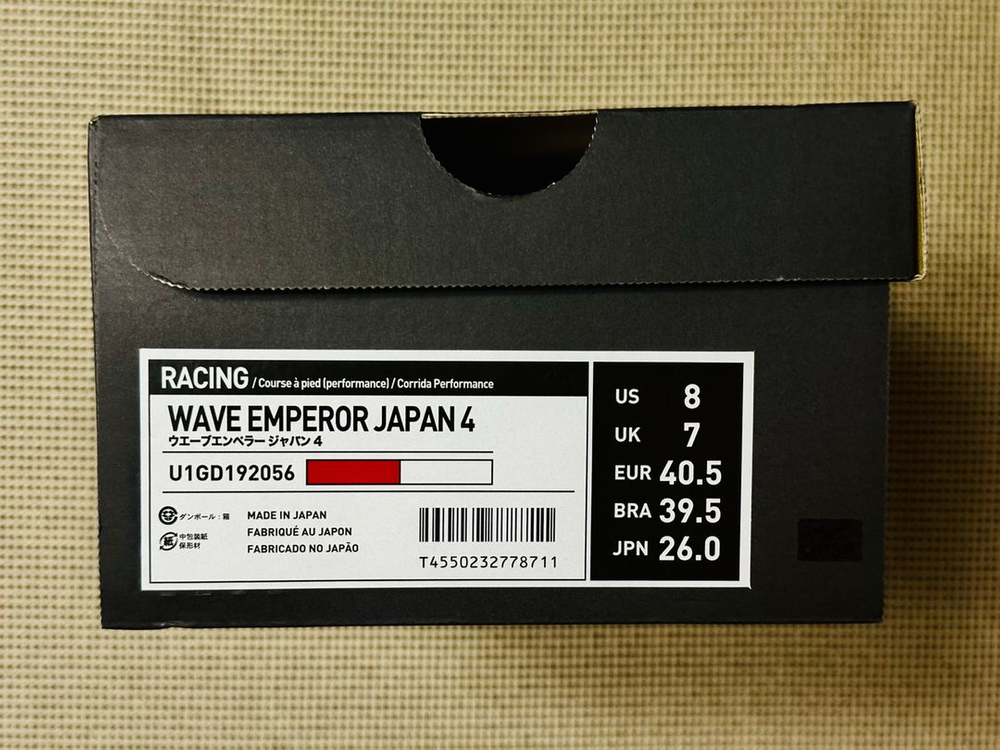 RACING / Course à pied (performance) / Corrida Performance
WAVE EMPEROR JAPAN 4
ウエーブエンペラー ジャパン 4
U1GD192056
ダンボール : 箱
紙
中包装紙
保形材
MADE IN JAPAN
FABRIQUÉ AU JAPON
FABRICADO NO JAPÃO
T4550232778711
US 8
UK 7
EUR 40.5
BRA 39.5
JPN 26.0